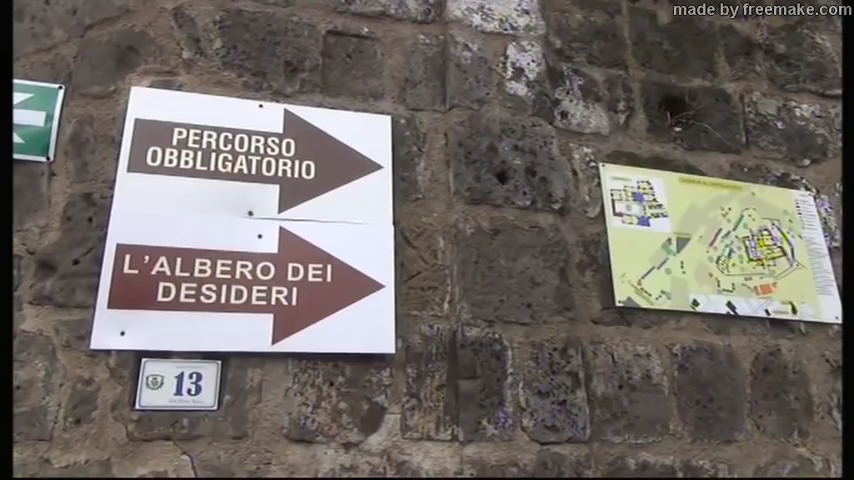 made by freemake.com
PERCORSO
OBBLIGATORIO
L'ALBERO DEI
DESIDERI
13